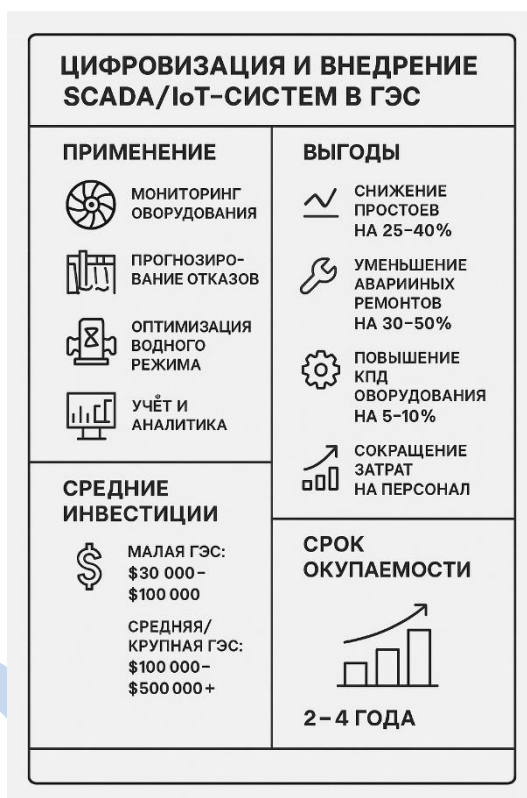 ЦИФРОВИЗАЦИЯ И ВНЕДРЕНИЕ
SCADA/IoT-СИСТЕМ В ГЭС
ПРИМЕНЕНИЕ
МОНИТОРИНГ
ОВОРУДОВАНИЯ
ПРОГНОЗИРО-
ВАНИЕ ОТКАЗОВ
ОПТИМИЗАЦИЯ
ВОДНОГО
РЕЖИМА
УЧЁТ И
АНАЛИТИКА
СРЕДНИЕ
ИНВЕСТИЦИИ
$
МАЛАЯ ГЭС:
$30 000–
$100 000
СРЕДНЯЯ/
КРУПНАЯ ГЭС:
$100 000–
$500 000+
ВЫГОДЫ
СНИЖЕНИЕ
ПРОСТОЕВ
НА 25–40%
УМЕНЬШЕНИЕ
АВАРИИНЫХ
РЕМОНТОВ
НА 30–50%
ПОВЫШЕНИЕ
КПД
ОВОРУДОВАНИЯ
НА 5–10%
СОКРАЩЕНИЕ
ЗАТРАТ
НА ПЕРСОНАЛ
СРОК
ОКУПАЕМОСТИ
2–4 ГОДА